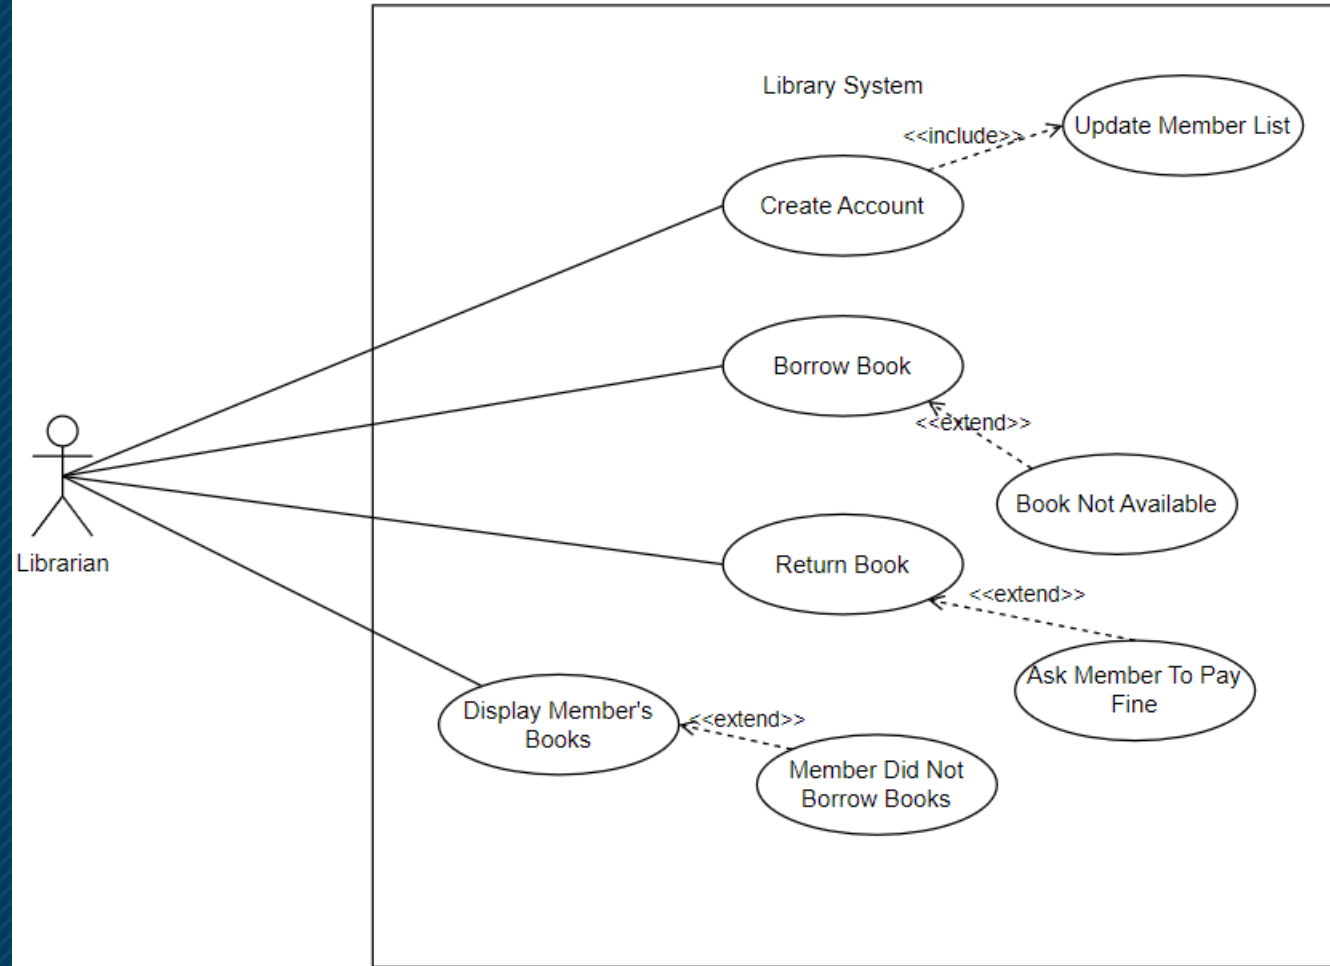 Library System
Update Member List
<<include>>
Create Account
Borrow Book
<<extend>>
Book Not Available
Librarian
Return Book
<<extend>>
Ask Member To Pay
Fine
Display Member's
Books
<<extend>>
Member Did Not
Borrow Books